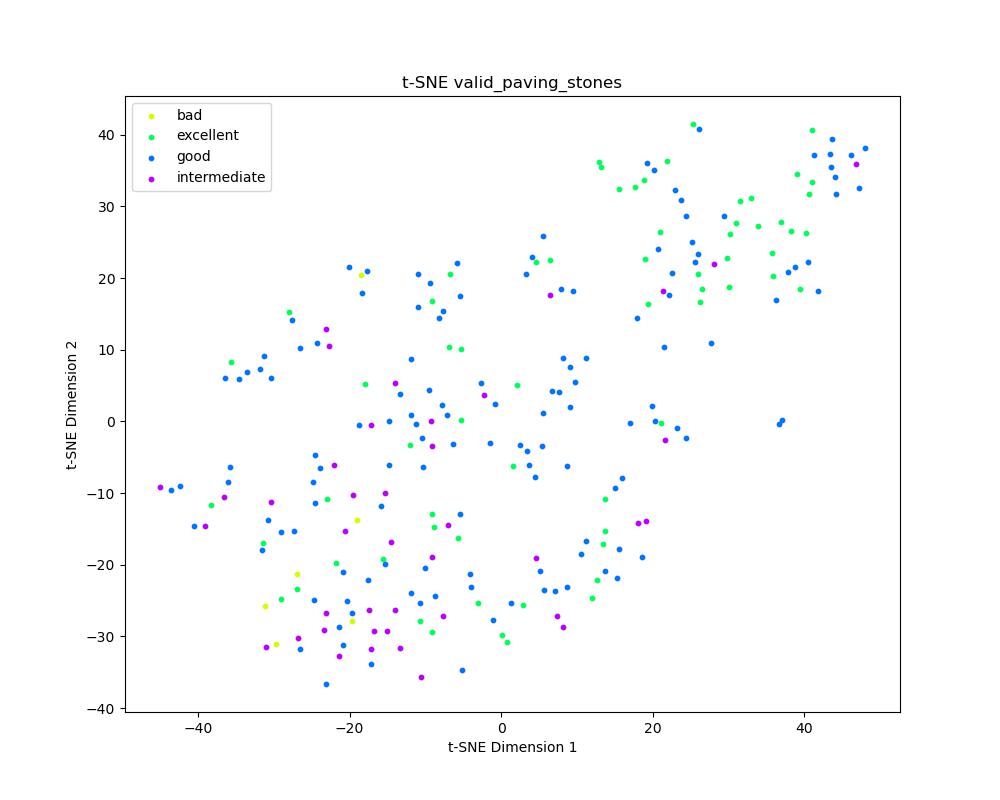 t-SNE valid_paving_stones
bad
excellent
good
intermediate
40
30
20
10
0
−10
−20
−30
−40
t-SNE Dimension 2
−40
−20
0
20
40
t-SNE Dimension 1